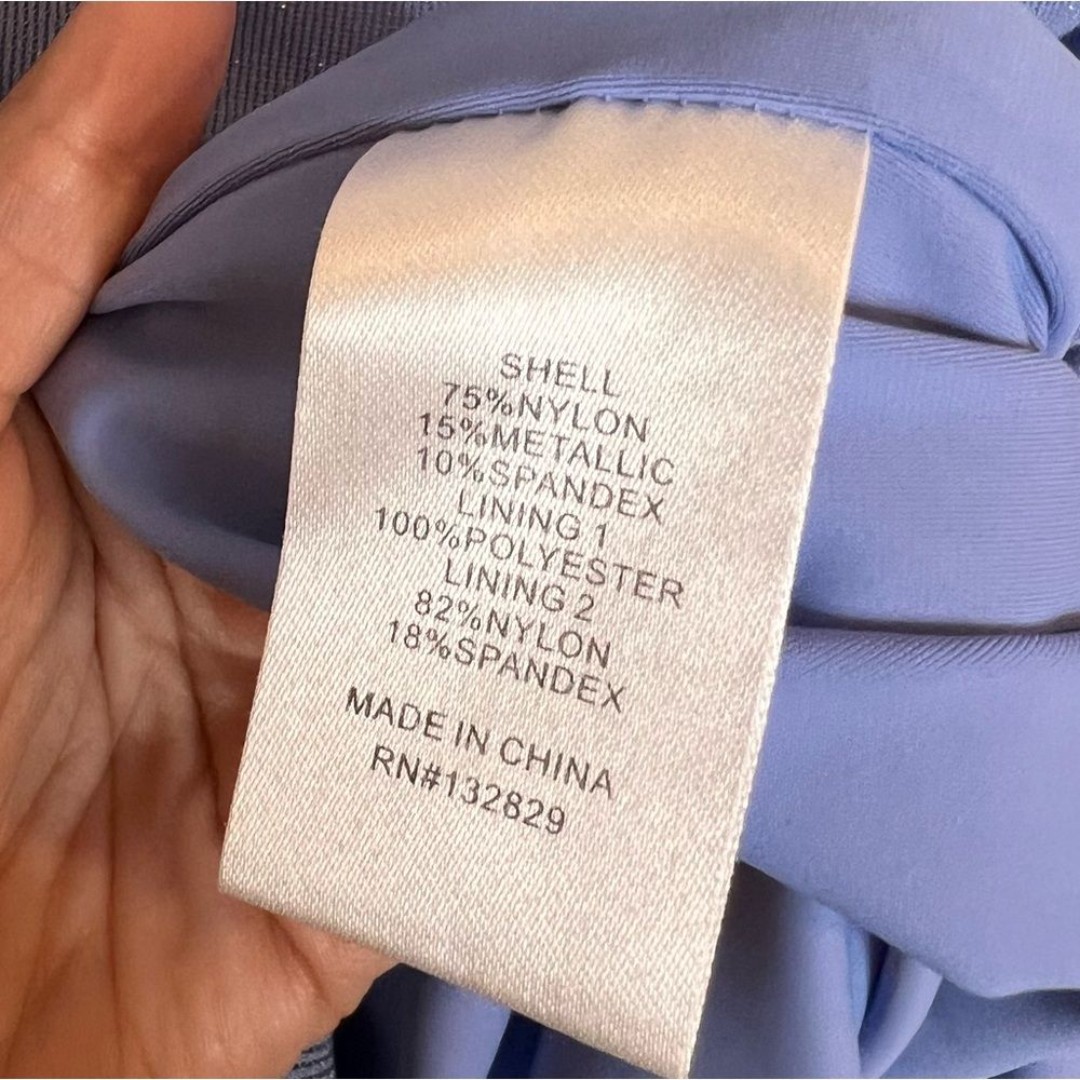 SHELL
75%NYLON
15%METALLIC
10%SPANDEX
LINING 1
100%POLYESTER
LINING 2
82%NYLON
18%SPANDEX
MADE IN CHINA
RN#132829